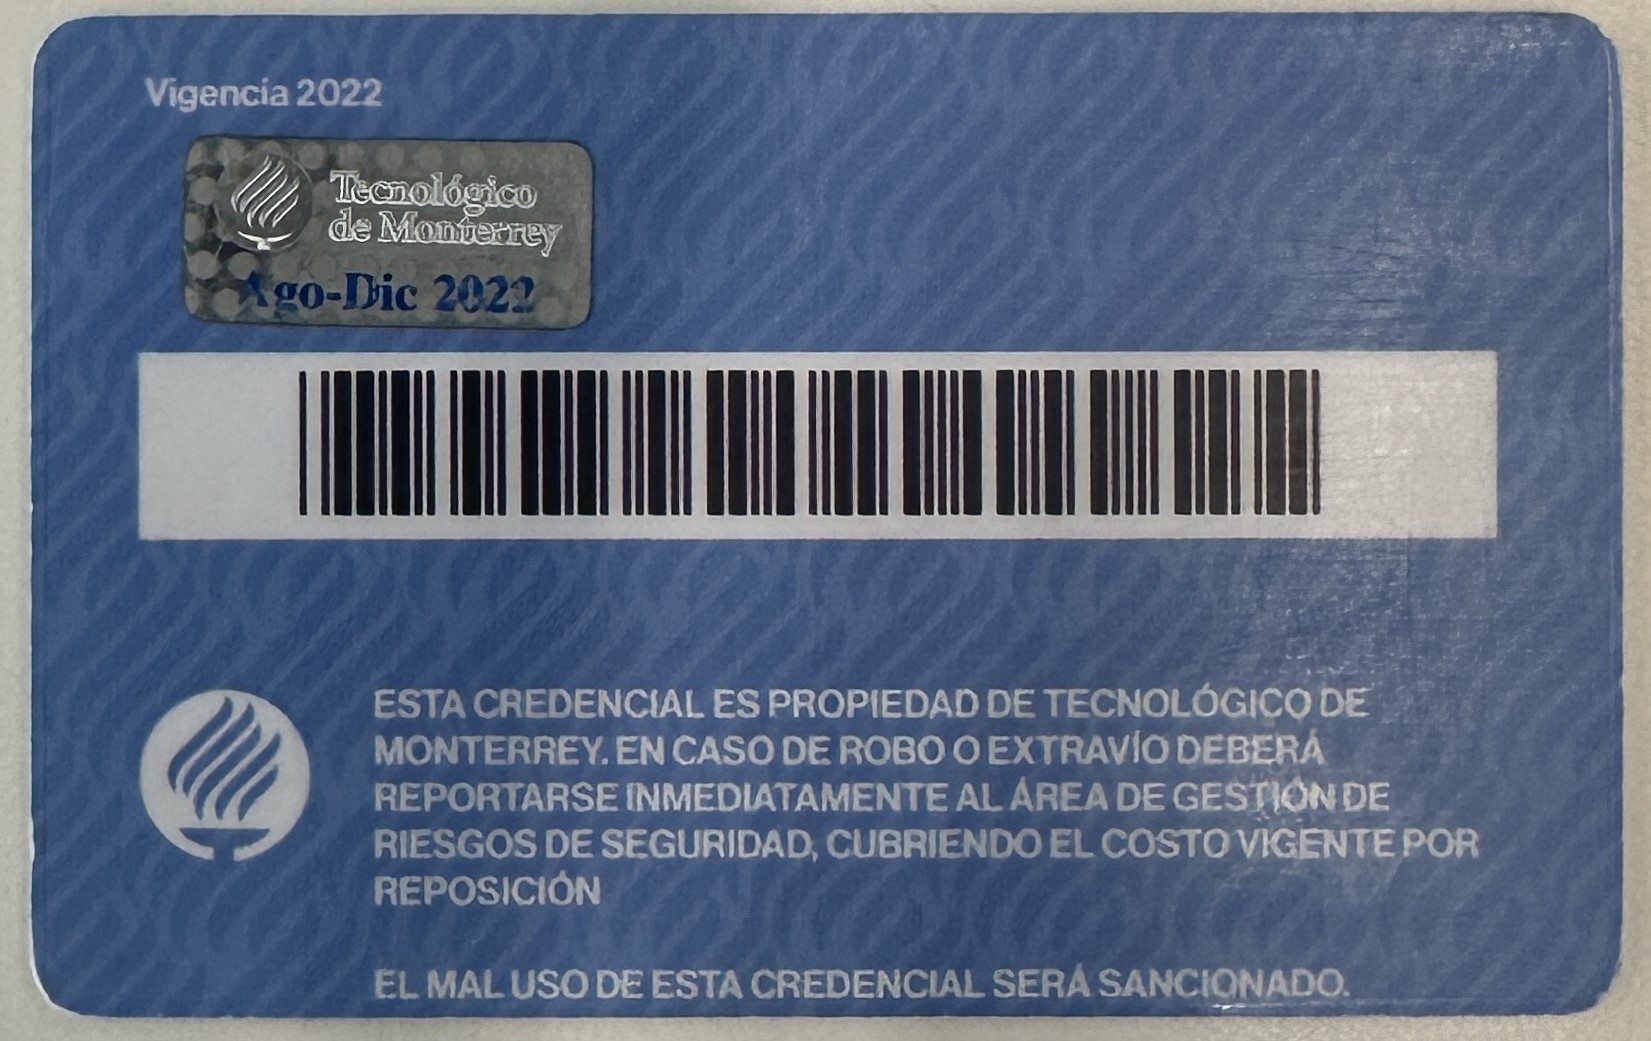 Vigencia 2022
Tecnológico
de Monterrey
Ago-Dic 2022
ESTA CREDENCIAL ES PROPIEDAD DE TECNOLÓGICO DE
MONTERREY. EN CASO DE ROBO O EXTRAVÍO DEBERÁ
REPORTARSE INMEDIATAMENTE AL ÁREA DE GESTIÓN DE
RIESGOS DE SEGURIDAD, CUBRIENDO EL COSTO VIGENTE POR
REPOSICIÓN
EL MAL USO DE ESTA CREDENCIAL SERÁ SANCIONADO.